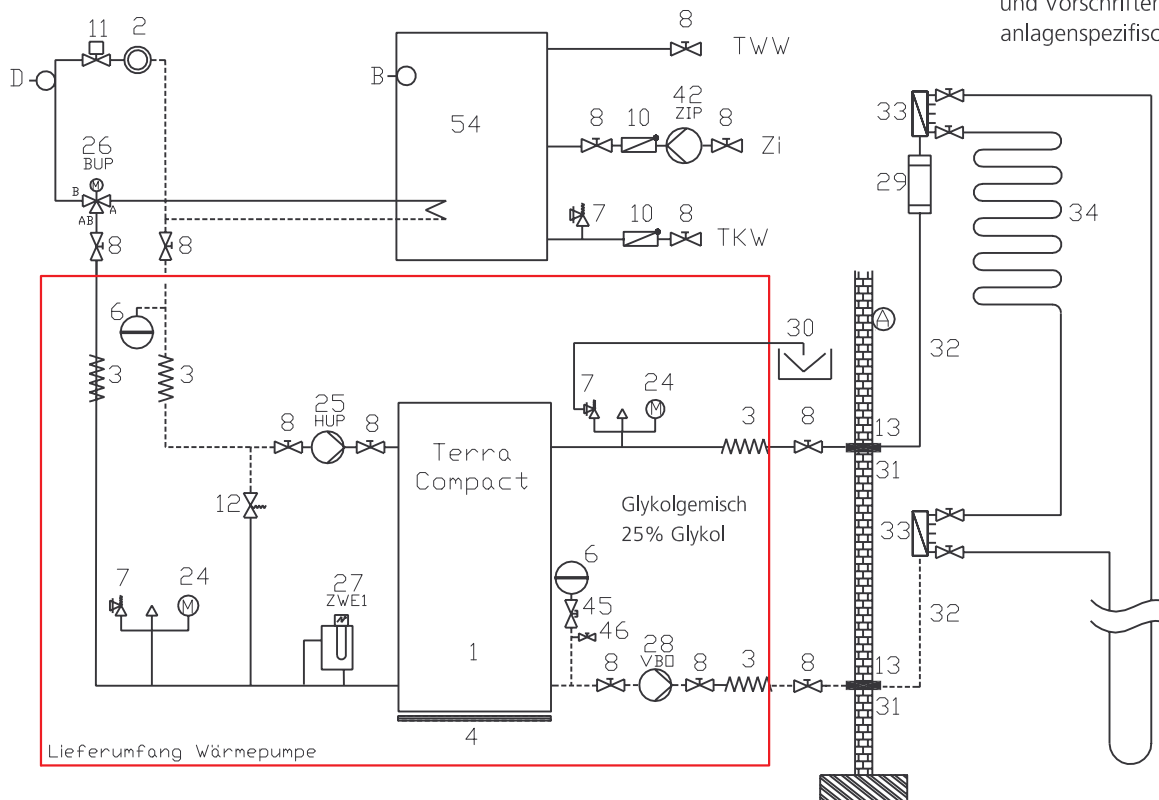 und Vorschriften
anlagenspezifisc
11 2
D
8 TWW
B
54
26
BUP
M
B
A
AB
8 8
8 10 42 8 Zi
ZIP
7 10 8 TKW
33
29
34
A
32
6
3 3
30
7 24
M
3 8 13
31
8 25 8
HUP
Terra
Compact
Glykolgemisch
25% Glykol
12
33
6
45
46
7 24
M
27
ZWE1
1
8 28 8 3 8 13
VBO
31
32
4
Lieferumfang Wärmepumpe